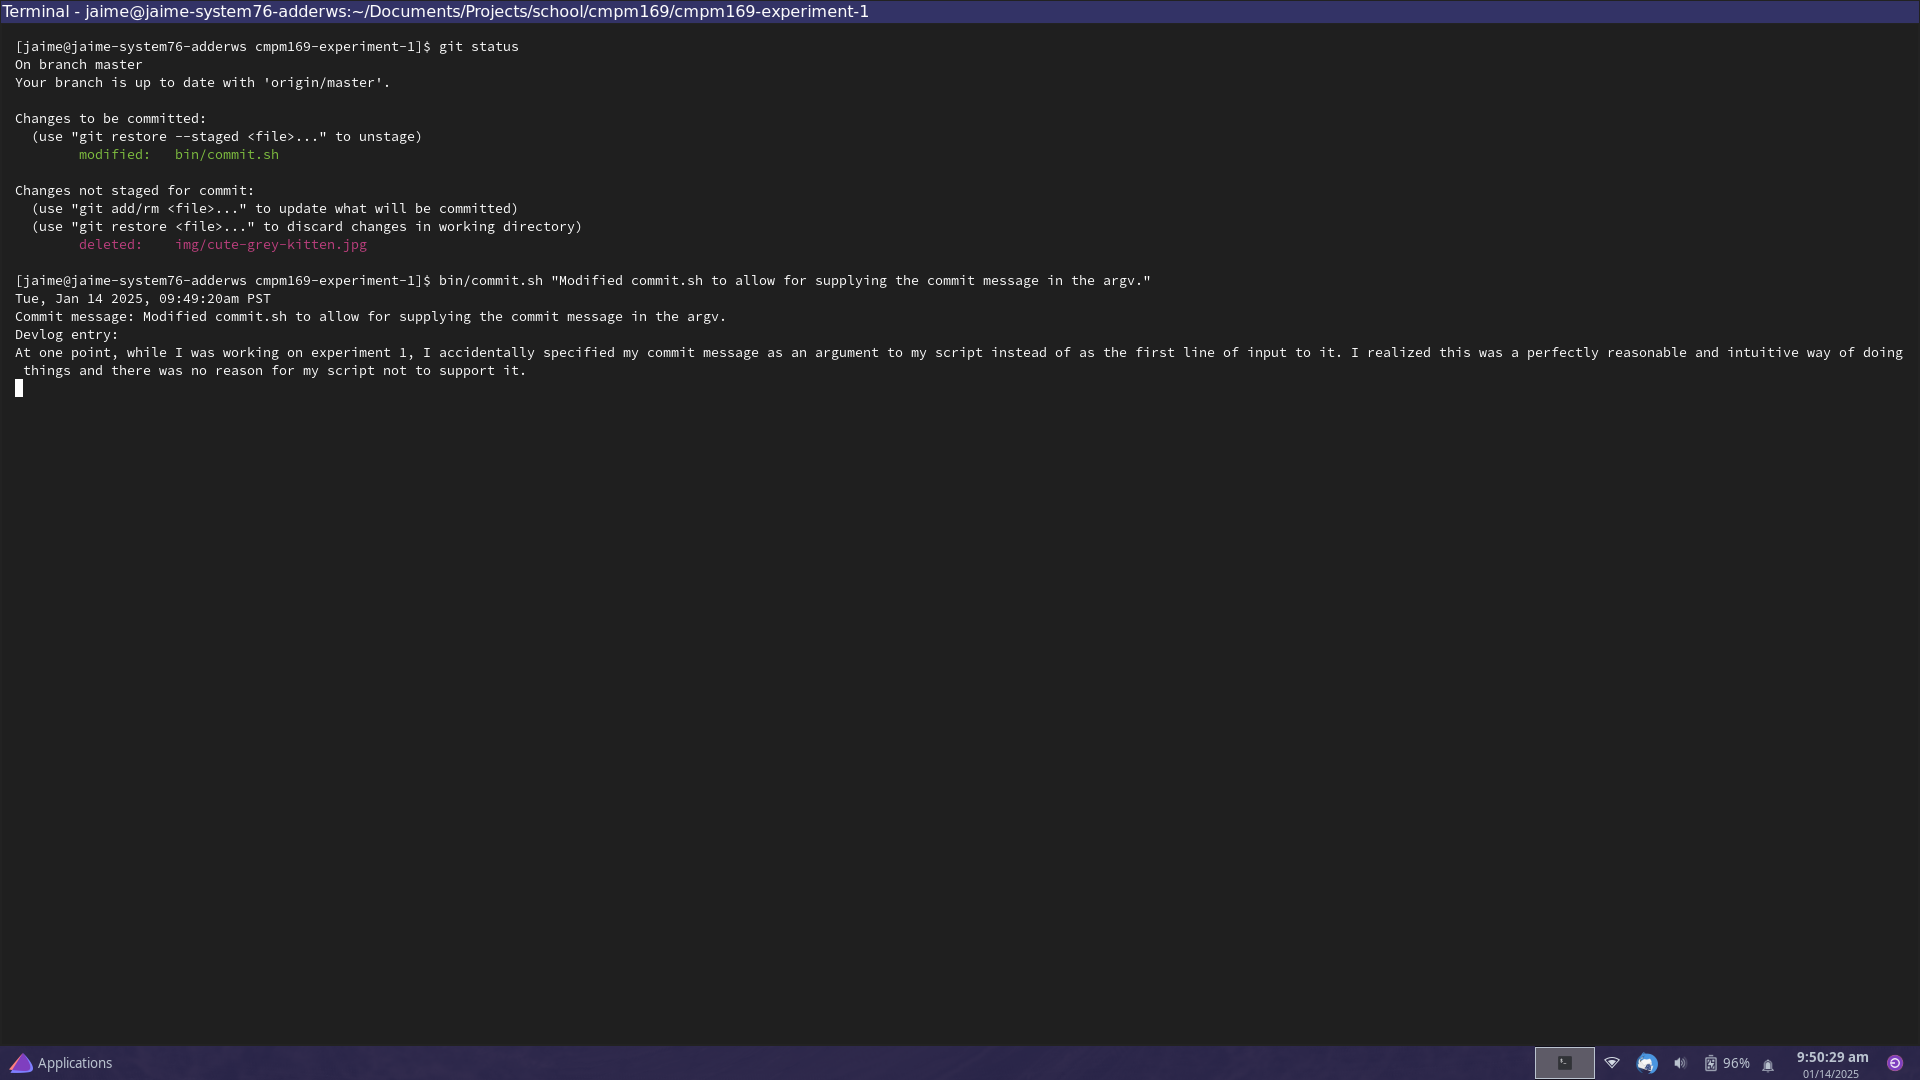 Terminal - jaime@jaime-system76-adderws:~/Documents/Projects/school/cmpm169/cmpm169-experiment-1
[jaime@jaime-system76-adderws cmpm169-experiment-1]$ git status
On branch master
Your branch is up to date with 'origin/master'.
Changes to be committed:
  (use "git restore --staged <file>..." to unstage)
        modified:   bin/commit.sh
Changes not staged for commit:
  (use "git add/rm <file>..." to update what will be committed)
  (use "git restore <file>..." to discard changes in working directory)
        deleted:    img/cute-grey-kitten.jpg
[jaime@jaime-system76-adderws cmpm169-experiment-1]$ bin/commit.sh "Modified commit.sh to allow for supplying the commit message in the argv."
Tue, Jan 14 2025, 09:49:20am PST
Commit message: Modified commit.sh to allow for supplying the commit message in the argv.
Devlog entry:
At one point, while I was working on experiment 1, I accidentally specified my commit message as an argument to my script instead of as the first line of input to it. I realized this was a perfectly reasonable and intuitive way of doing
 things and there was no reason for my script not to support it.
Applications
96%
9:50:29 am
01/14/2025